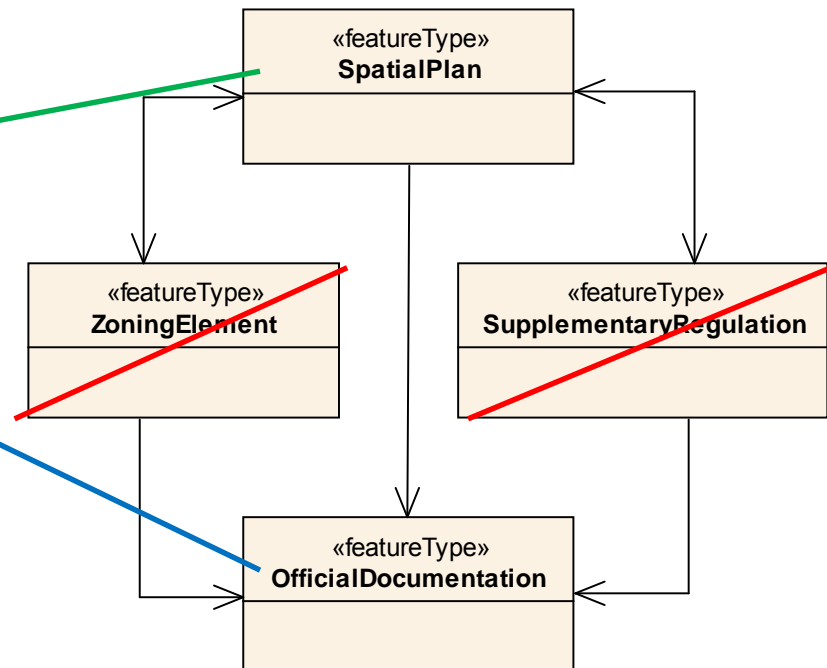 «featureType»
SpatialPlan
«featureType»
ZoningElement
«featureType»
SupplementaryRegulation
«featureType»
OfficialDocumentation